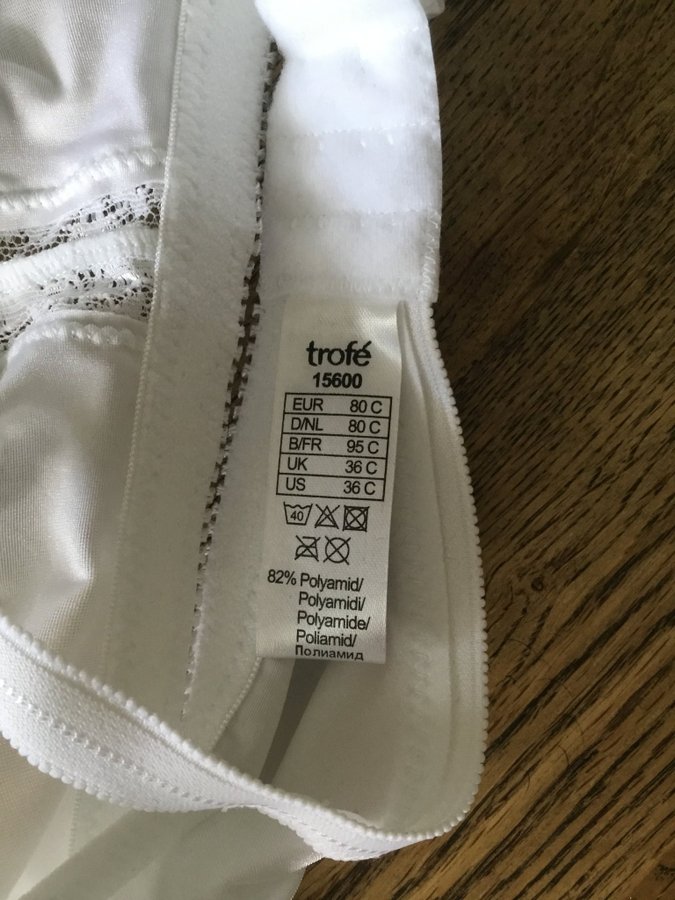 trofé
15600
EUR 80 C
D/NL 80 C
B/FR 95 C
UK 36 C
US 36 C
40
82% Polyamid/
Polyamidi/
Polyamide/
Poliamid/
Полиамид